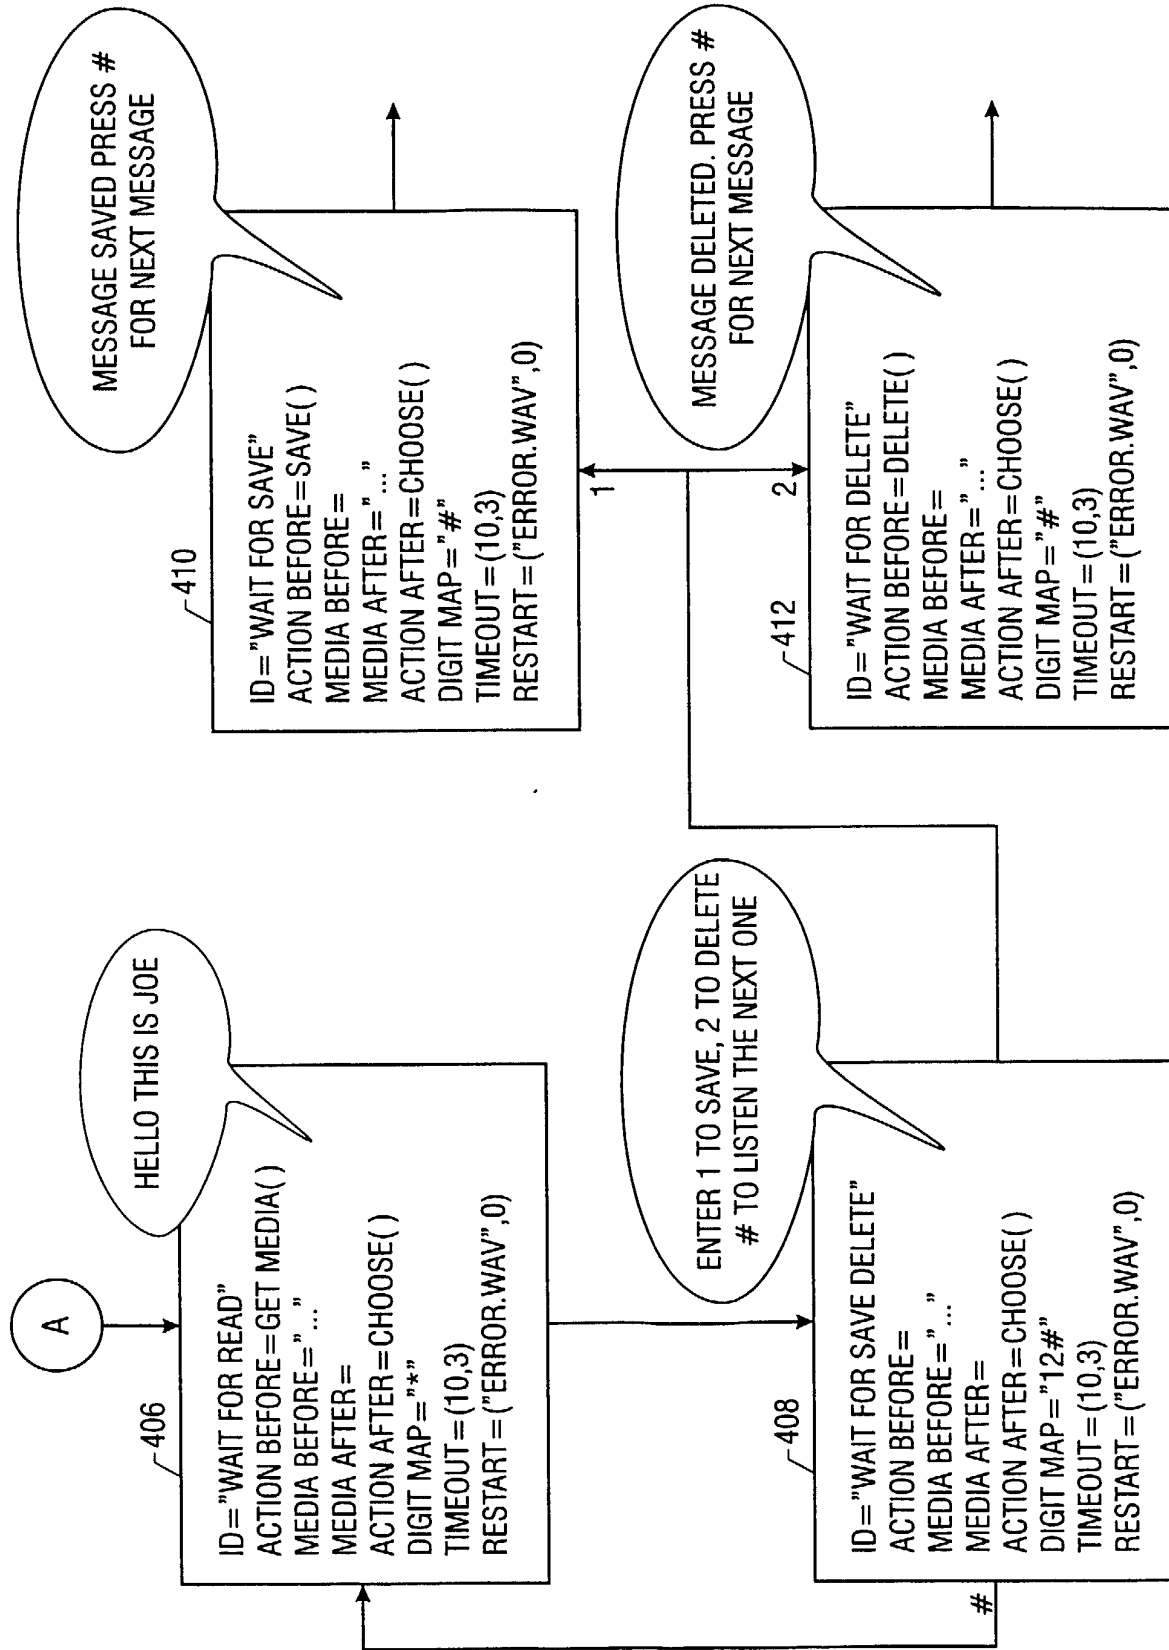 A
HELLO THIS IS JOE
406
ID="WAIT FOR READ"
ACTION BEFORE=GET MEDIA( )
MEDIA BEFORE="..."
MEDIA AFTER=
ACTION AFTER=CHOOSE( )
DIGIT MAP="*"
TIMEOUT=(10,3)
RESTART=("ERROR.WAV",0)
ENTER 1 TO SAVE, 2 TO DELETE
# TO LISTEN THE NEXT ONE
408
ID="WAIT FOR SAVE DELETE"
ACTION BEFORE=
MEDIA BEFORE="..."
MEDIA AFTER=
ACTION AFTER=CHOOSE( )
DIGIT MAP="12#"
TIMEOUT=(10,3)
RESTART=("ERROR.WAV",0)
#
MESSAGE SAVED PRESS #
FOR NEXT MESSAGE
410
ID="WAIT FOR SAVE"
ACTION BEFORE=SAVE( )
MEDIA BEFORE=
MEDIA AFTER="..."
ACTION AFTER=CHOOSE( )
DIGIT MAP="#"
TIMEOUT=(10,3)
RESTART=("ERROR.WAV",0)
1
2
MESSAGE DELETED. PRESS #
FOR NEXT MESSAGE
412
ID="WAIT FOR DELETE"
ACTION BEFORE=DELETE( )
MEDIA BEFORE=
MEDIA AFTER="..."
ACTION AFTER=CHOOSE( )
DIGIT MAP="#"
TIMEOUT=(10,3)
RESTART=("ERROR.WAV",0)